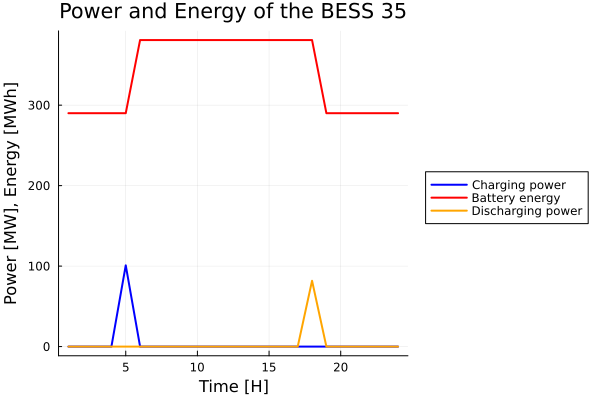 Power and Energy of the BESS 35
Power [MW], Energy [MWh]
300
200
100
0
5
10
15
20
Time [H]
Charging power
Battery energy
Discharging power